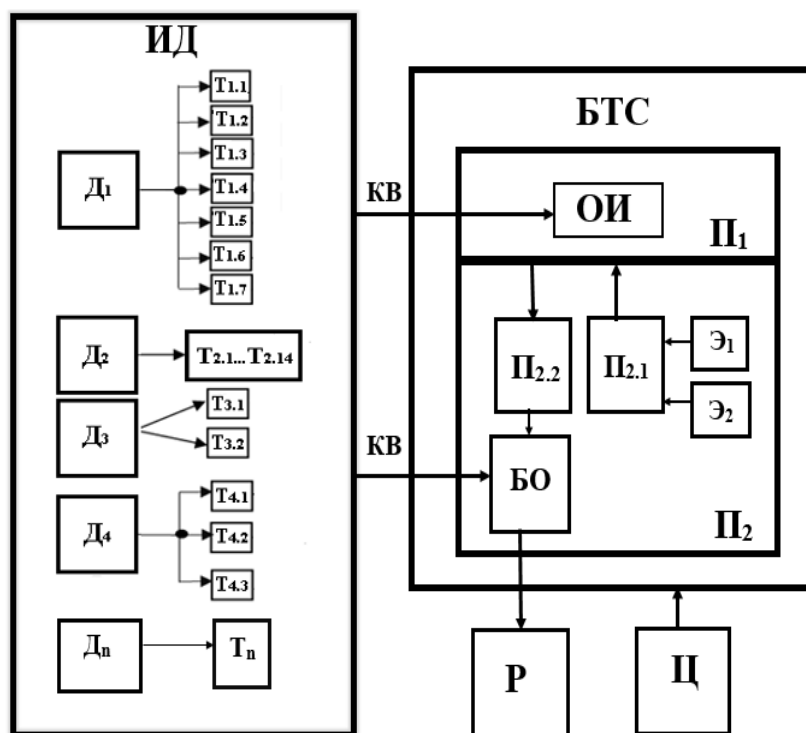 ИД
Д1
Т1.1
Т1.2
Т1.3
Т1.4
Т1.5
Т1.6
Т1.7
Д2
Т2.1... Т2.14
Д3
Т3.1
Т3.2
Д4
Т4.1
Т4.2
Т4.3
Дn
Тn
КВ
КВ
БТС
ОИ
П1
П2.2
П2.1
Э1
Э2
БО
П2
Р
Ц